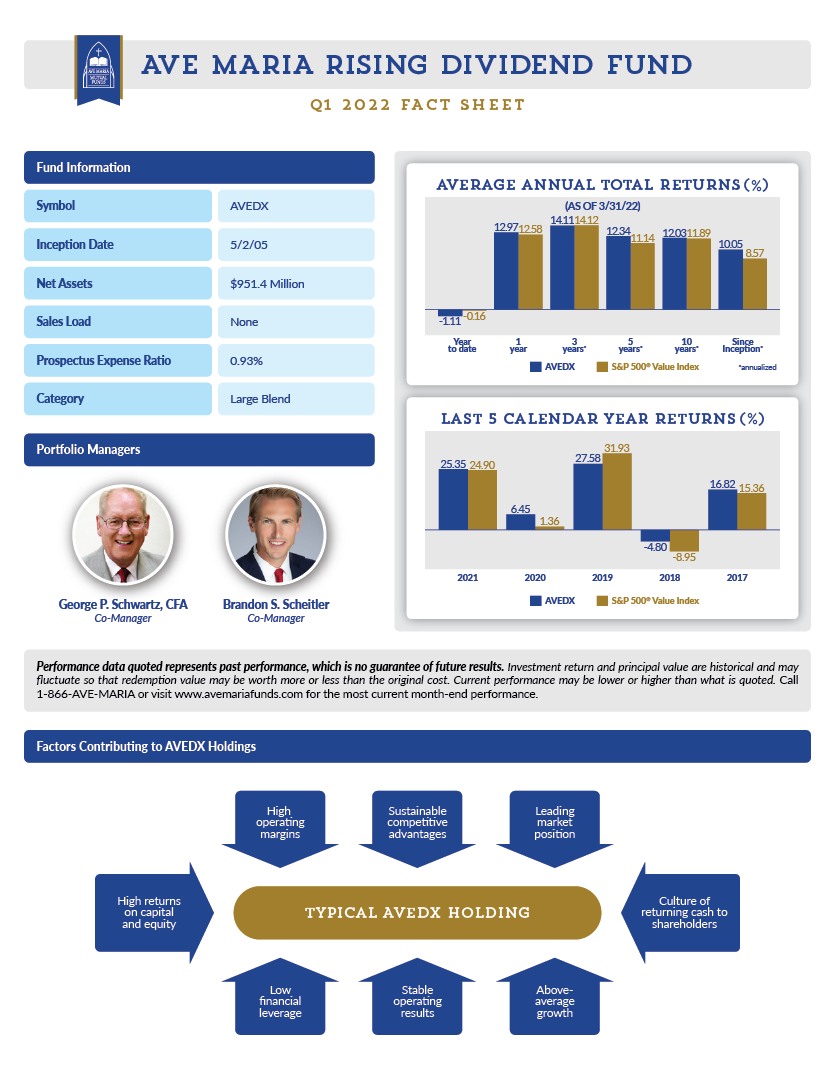 AVE MARIA
MUTUAL
FUNDS
AVE MARIA RISING DIVIDEND FUND
Q1 2022 FACT SHEET
Fund Information
Symbol AVEDX
Inception Date 5/2/05
Net Assets $951.4 Million
Sales Load None
Prospectus Expense Ratio 0.93%
Category Large Blend
Portfolio Managers
George P. Schwartz, CFA
Co-Manager
Brandon S. Scheitler
Co-Manager
AVERAGE ANNUAL TOTAL RETURNS (%)
(AS OF 3/31/22)
-1.11 -0.16 12.97 12.58 14.11 14.12 12.34 11.14 12.03 11.89 10.05 8.57
Year 1 3 5 10 Since
to date year years* years* years* Inception*
AVEDX S&P 500® Value Index *annualized
LAST 5 CALENDAR YEAR RETURNS (%)
25.35 24.90 6.45 1.36 27.58 31.93 -4.80 -8.95 16.82 15.36
2021 2020 2019 2018 2017
AVEDX S&P 500® Value Index
Performance data quoted represents past performance, which is no guarantee of future results. Investment return and principal value are historical and may
fluctuate so that redemption value may be worth more or less than the original cost. Current performance may be lower or higher than what is quoted. Call
1-866-AVE-MARIA or visit www.avemariafunds.com for the most current month-end performance.
Factors Contributing to AVEDX Holdings
High
operating
margins
Sustainable
competitive
advantages
Leading
market
position
High returns
on capital
and equity
TYPICAL AVEDX HOLDING
Culture of
returning cash to
shareholders
Low
financial
leverage
Stable
operating
results
Above-
average
growth